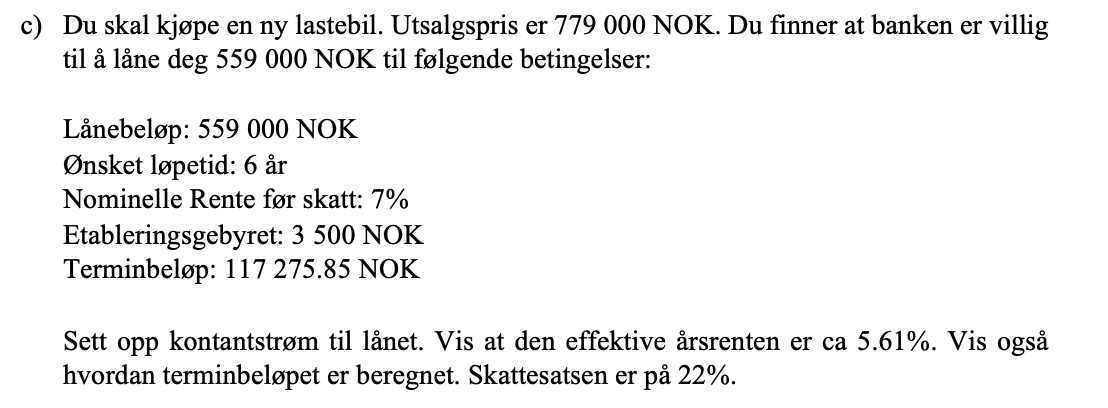 c) Du skal kjøpe en ny lastebil. Utsalgspris er 779 000 NOK. Du finner at banken er villig
til å låne deg 559 000 NOK til følgende betingelser:
Lånebeløp: 559 000 NOK
Ønsket løpetid: 6 år
Nominelle Rente før skatt: 7%
Etableringsgebyret: 3 500 NOK
Terminbeløp: 117 275.85 NOK
Sett opp kontantstrøm til lånet. Vis at den effektive årsrenten er ca 5.61%. Vis også
hvordan terminbeløpet er beregnet. Skattesatsen er på 22%.